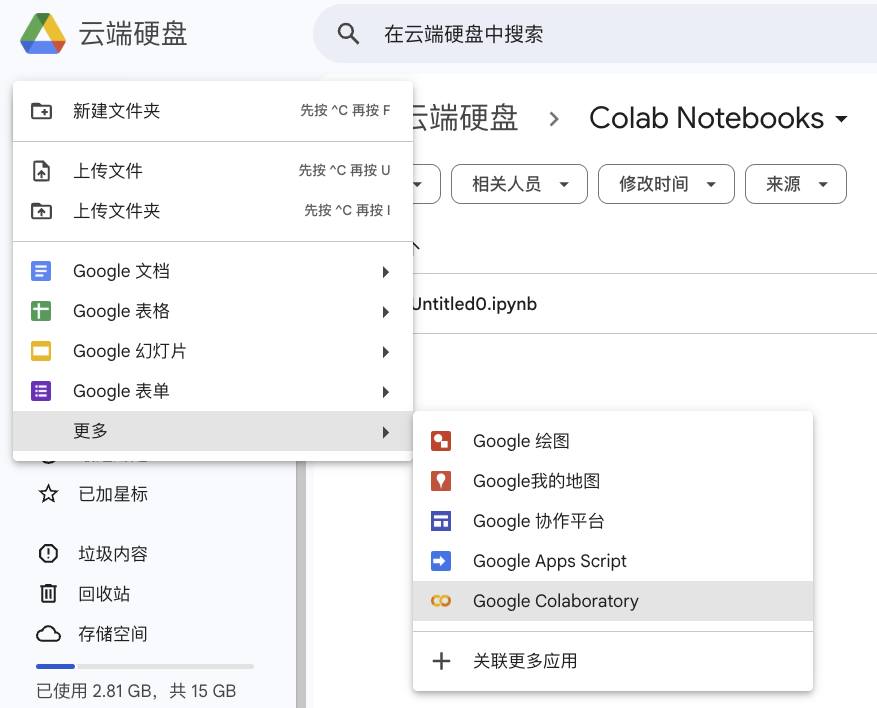 云端硬盘
在云端硬盘中搜索
新建文件夹 先按 ^C 再按 F
上传文件 先按 ^C 再按 U
上传文件夹 先按 ^C 再按 I
Google 文档
Google 表格
Google 幻灯片
Google 表单
更多
云端硬盘 > Colab Notebooks
相关人员 修改时间 来源
Untitled0.ipynb
Google 绘图
Google我的地图
Google 协作平台
Google Apps Script
Google Colaboratory
关联更多应用
已加星标
垃圾内容
回收站
存储空间
已使用 2.81 GB，共 15 GB